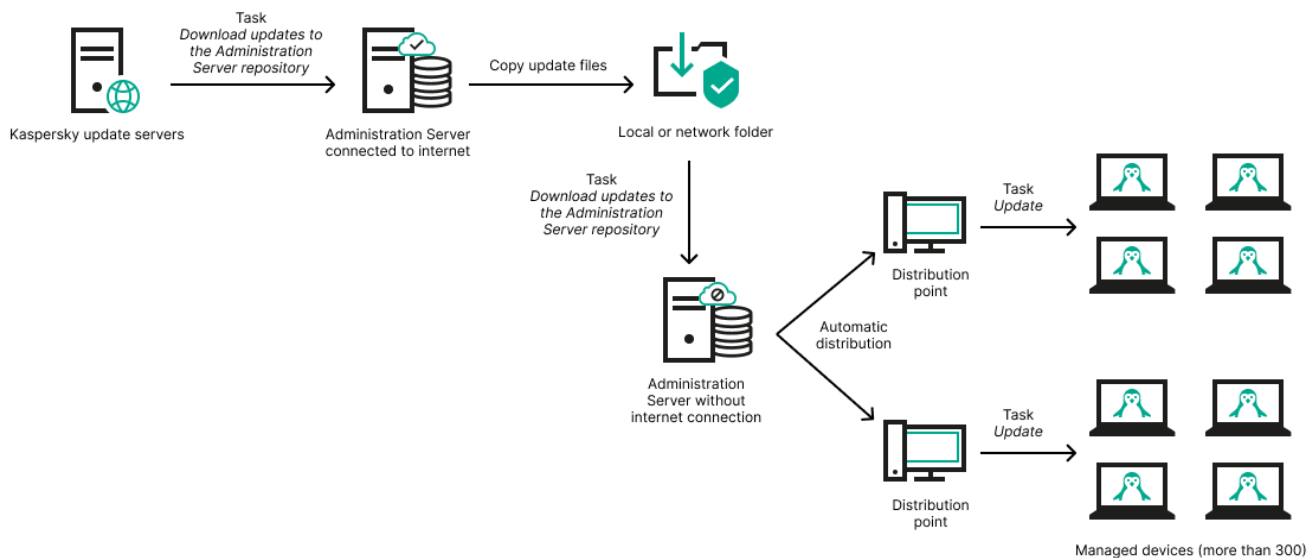 Task
Download updates to
the Administration
Server repository
Kaspersky update servers
Administration Server
connected to internet
Copy update files
Local or network folder
Task
Download updates to
the Administration
Server repository
Administration
Server without
internet connection
Automatic
distribution
Distribution
point
Task
Update
Distribution
point
Task
Update
Managed devices (more than 300)